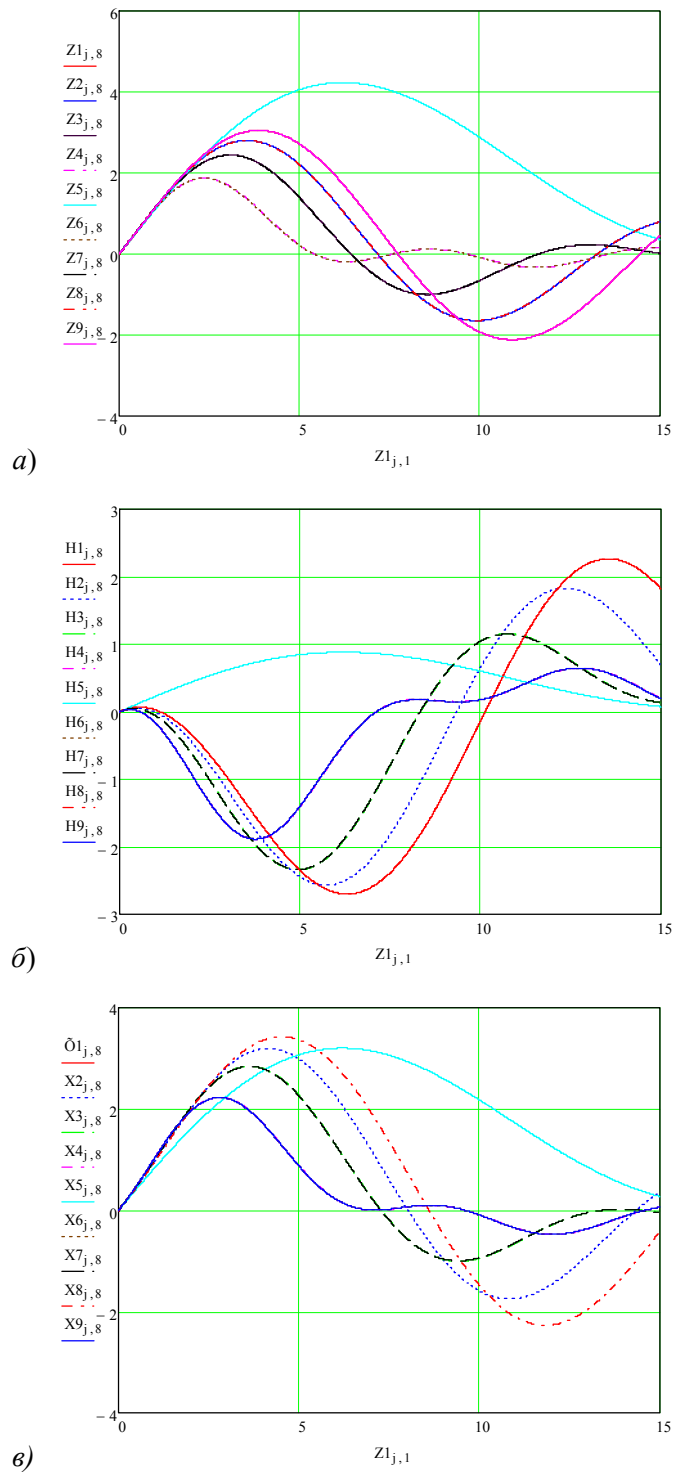 6
Z1j,8
Z2j,8
4
Z3j,8
Z4j,8
2
Z5j,8
Z6j,8
0
Z7j,8
Z8j,8
Z9j,8
−2
−4
0 5 10 15
Z1j,1
а)
3
H1j,8
H2j,8
2
H3j,8
H4j,8
1
H5j,8
0
H6j,8
H7j,8
−1
H8j,8
H9j,8
−2
−3
0 5 10 15
Z1j,1
б)
4
Õ1j,8
X2j,8
X3j,8
2
X4j,8
X5j,8
0
X6j,8
X7j,8
X8j,8
−2
X9j,8
−4
0 5 10 15
Z1j,1
в)